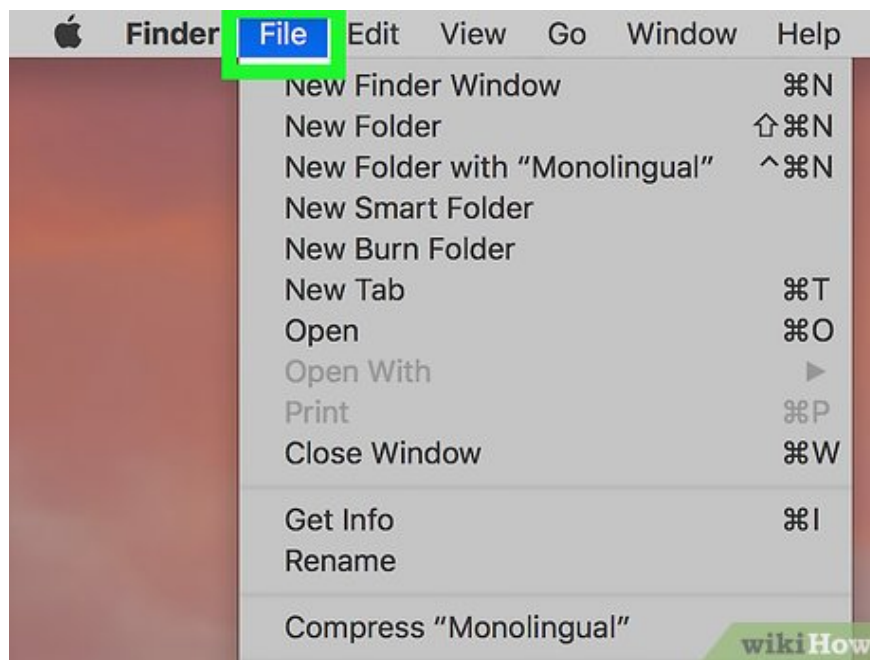 Finder File Edit View Go Window Help
New Finder Window ⌘N
New Folder ⇧⌘N
New Folder with “Monolingual” ^⌘N
New Smart Folder
New Burn Folder
New Tab ⌘T
Open ⌘O
Open With ▶
Print ⌘P
Close Window ⌘W
Get Info ⌘I
Rename
Compress “Monolingual”
wikiHow